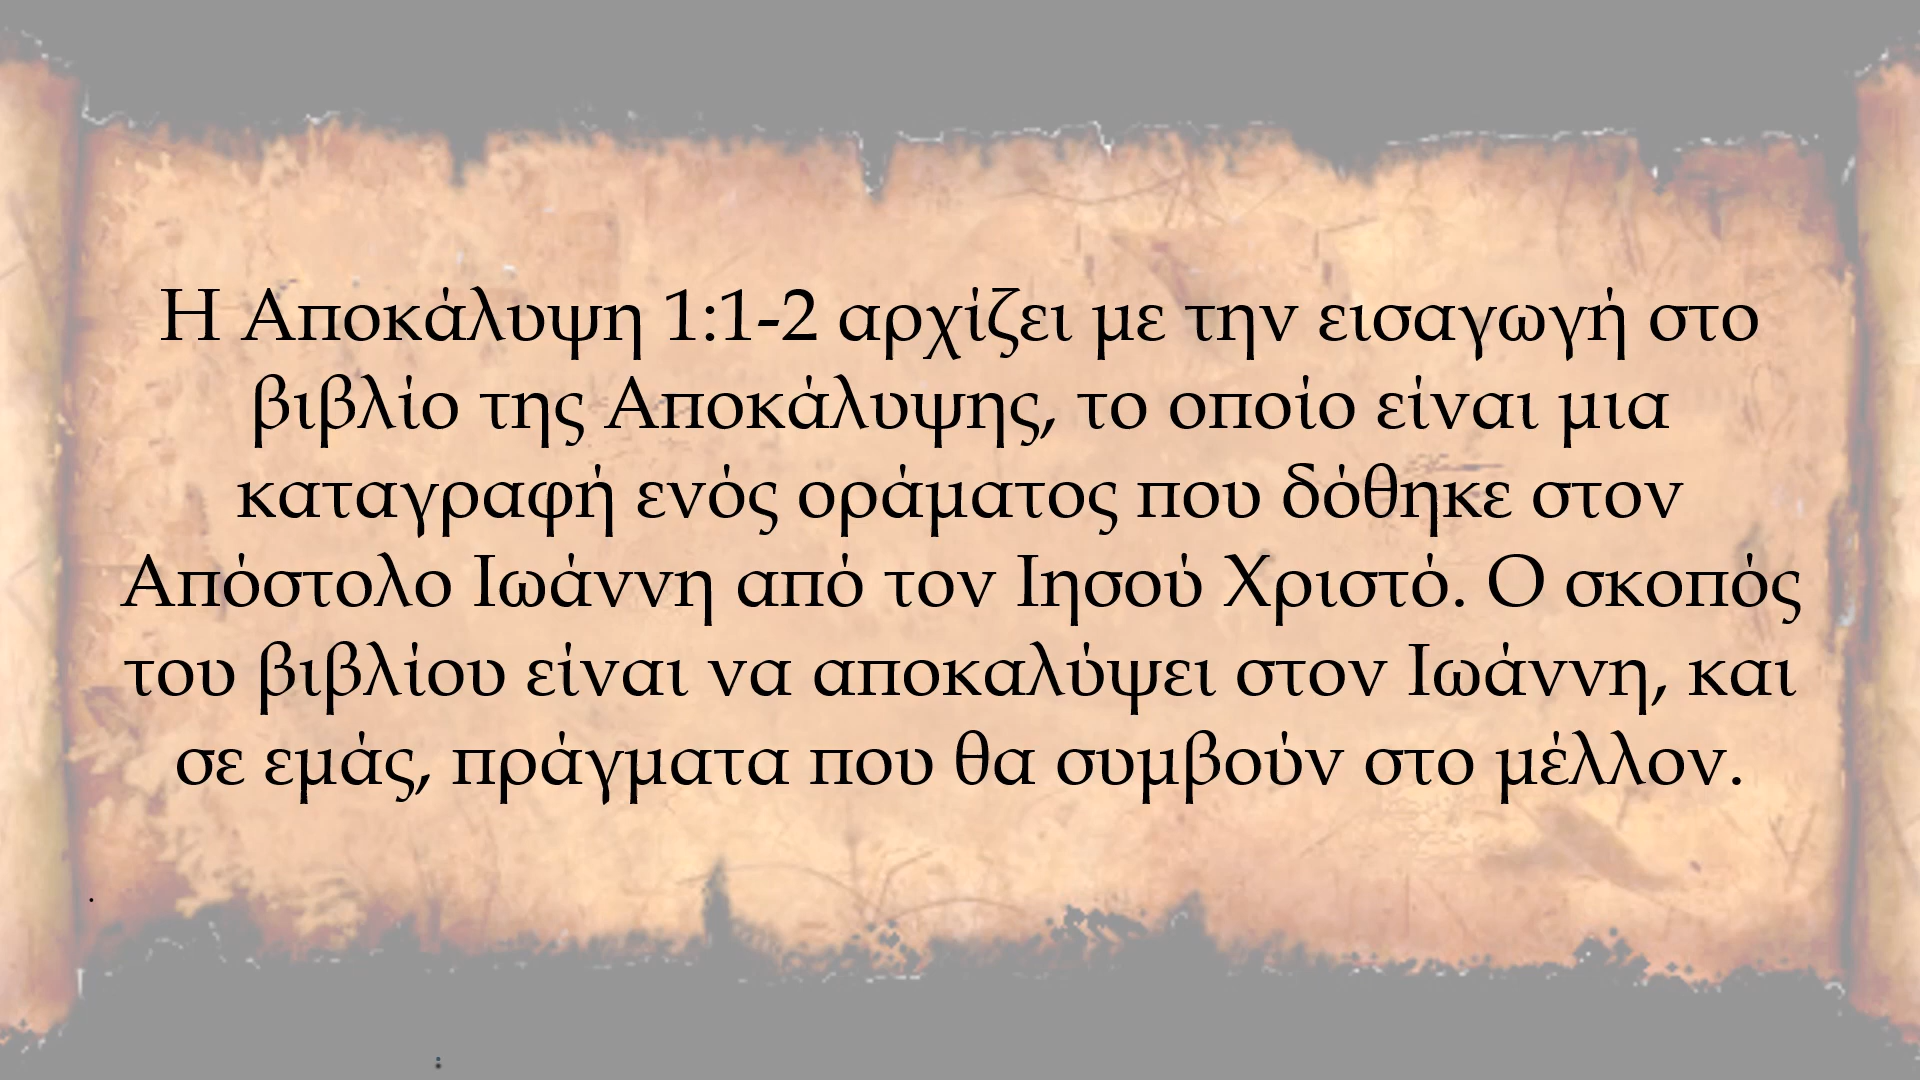 Η Αποκάλυψη 1:1-2 αρχίζει με την εισαγωγή στο
βιβλίο της Αποκάλυψης, το οποίο είναι μια
καταγραφή ενός οράματος που δόθηκε στον
Απόστολο Ιωάννη από τον Ιησού Χριστό. Ο σκοπός
του βιβλίου είναι να αποκαλύψει στον Ιωάννη, και
σε εμάς, πράγματα που θα συμβούν στο μέλλον.
.
: